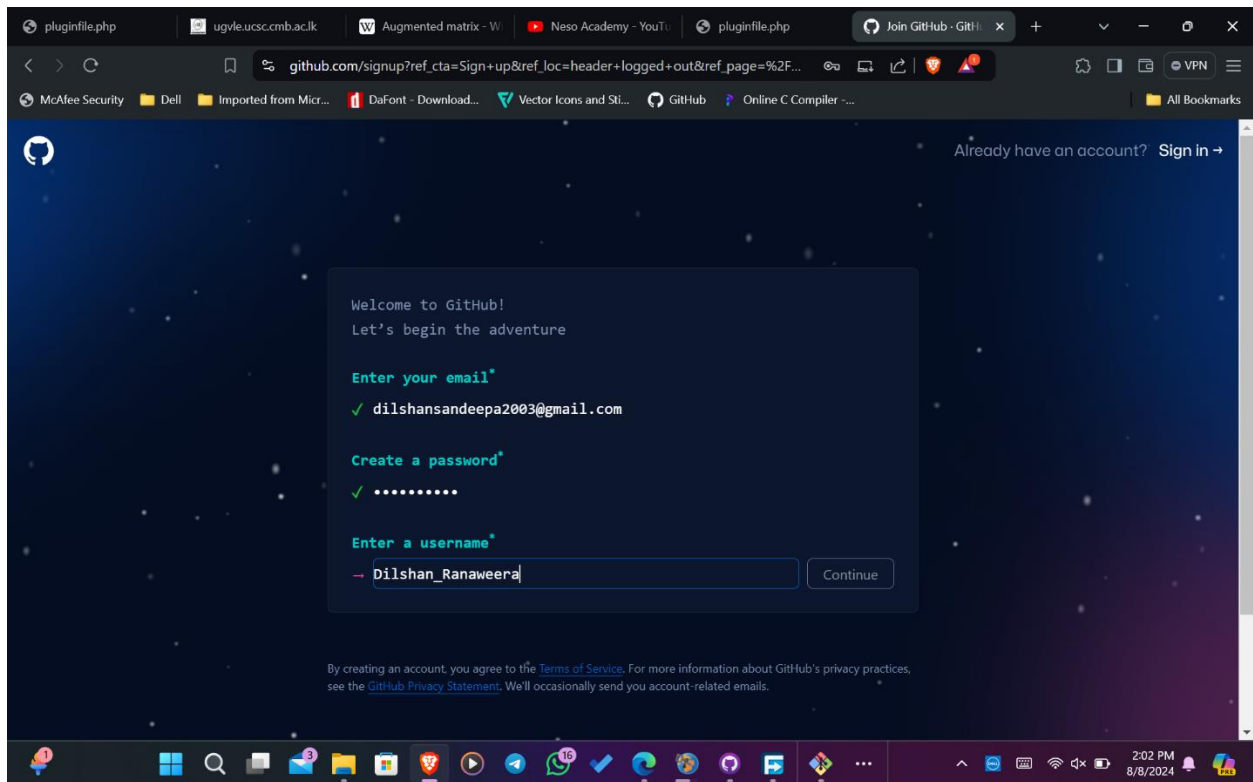 pluginfile.php
ugvle.ucsc.cmb.ac.lk
Augmented matrix - W
Neso Academy - YouTu
pluginfile.php
Join GitHub · GitH
github.com/signup?ref_cta=Sign+up&ref_loc=header+logged+out&ref_page=%2F...
VPN
McAfee Security
Dell
Imported from Micr...
DaFont - Download...
Vector Icons and Sti...
GitHub
Online C Compiler -...
All Bookmarks
Already have an account? Sign in →
Welcome to GitHub!
Let's begin the adventure
Enter your email*
✓ dilshansandeepa2003@gmail.com
Create a password*
✓ ••••••••••
Enter a username*
→ Dilshan_Ranaweera
Continue
By creating an account, you agree to the Terms of Service. For more information about GitHub's privacy practices,
see the GitHub Privacy Statement. We'll occasionally send you account-related emails.
1
3
16
2:02 PM
8/8/2024
PRE